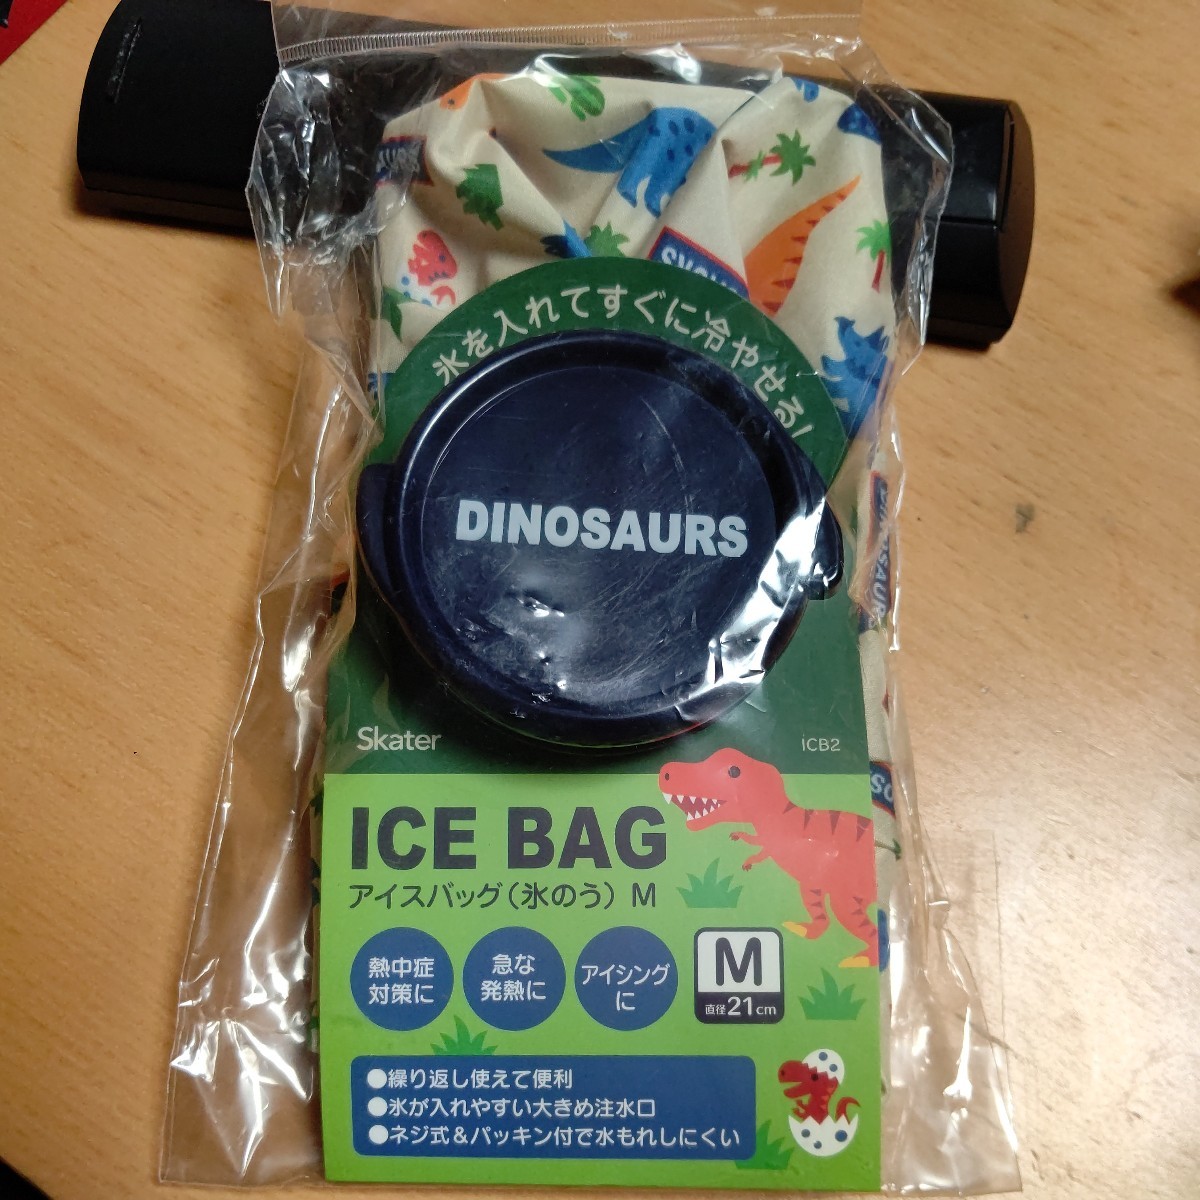 氷を入れてすぐに冷やせる!
DINOSAURS
DINOSAUR
Skater
ICB2
ICE BAG
アイスバッグ(氷のう) M
熱中症
対策に
急な
発熱に
アイシング
に
M
直径21cm
●繰り返し使えて便利
●氷が入れやすい大きめ注水口
●ネジ式&パッキン付で水もれしにくい